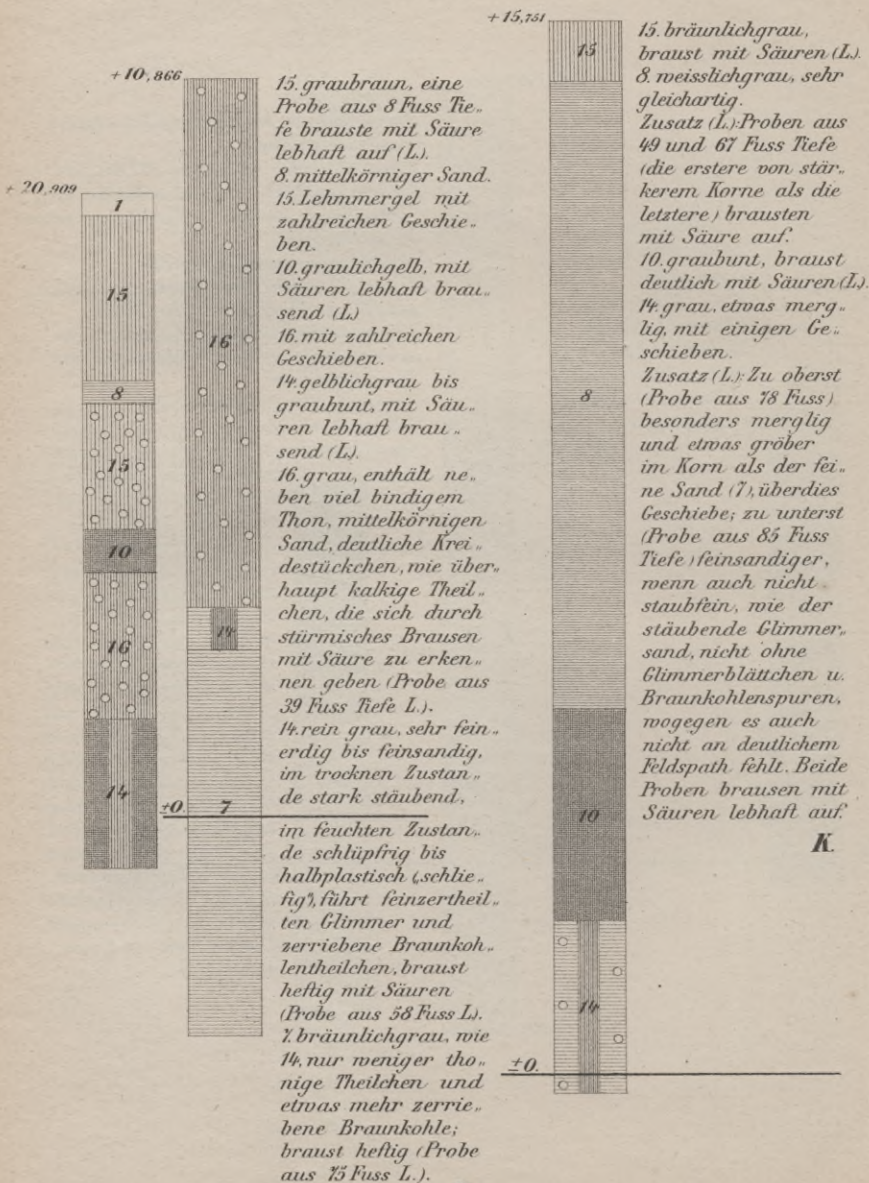 + 20,909
1
15
8
15
10
16
14
+10,866
16
14
±0.
7
15. graubraun, eine
Probe aus 8 Fuss Tie„
fe brauste mit Säure
lebhaft auf (L).
8. mittelkörniger Sand.
15. Lehmmergel mit
zahlreichen Geschie„
ben.
10. graulichgelb, mit
Säuren lebhaft brau„
send (L)
16. mit zahlreichen
Geschieben.
14. gelblichgrau bis
graubunt, mit Säu„
ren lebhaft brau„
send (L).
16. grau, enthält ne„
ben viel bindigem
Thon, mittelkörnigen
Sand, deutliche Krei„
destückchen, wie über„
haupt kalkige Theil„
chen, die sich durch
stürmisches Brausen
mit Säure zu erken„
nen geben (Probe aus
39 Fuss Tiefe L.).
14. rein grau, sehr fein„
erdig bis feinsandig,
im trocknen Zustan„
de stark stäubend,
im feuchten Zustan„
de schlüpfrig bis
halbplastisch („schlie„
fig“), führt feinzertheil„
ten Glimmer und
zerriebene Braunkoh„
lentheilchen, braust
heftig mit Säuren
(Probe aus 58 Fuss L).
7. bräunlichgrau, wie
14, nur weniger tho„
nige Theilchen und
etwas mehr zerrie„
bene Braunkohle;
braust heftig (Probe
aus 75 Fuss L.).
+ 15,751
15
8
10
14
±0.
15. bräunlichgrau,
braust mit Säuren (L).
8. weisslichgrau, sehr
gleichartig.
Zusatz (L): Proben aus
49 und 67 Fuss Tiefe
(die erstere von stär„
kerem Korne als die
letztere) brausten
mit Säure auf.
10. graubunt, braust
deutlich mit Säuren (L).
14. grau, etwas merg„
lig, mit einigen Ge„
schieben.
Zusatz (L): Zu oberst
(Probe aus 78 Fuss)
besonders merglig
und etwas gröber
im Korn als der fei„
ne Sand (7), überdies
Geschiebe; zu unterst
(Probe aus 85 Fuss
Tiefe) feinsandiger,
wenn auch nicht
staubfein, wie der
stäubende Glimmer„
sand, nicht ohne
Glimmerblättchen u.
Braunkohlenspuren,
wogegen es auch
nicht an deutlichem
Feldspath fehlt. Beide
Proben brausen mit
Säuren lebhaft auf.
K.